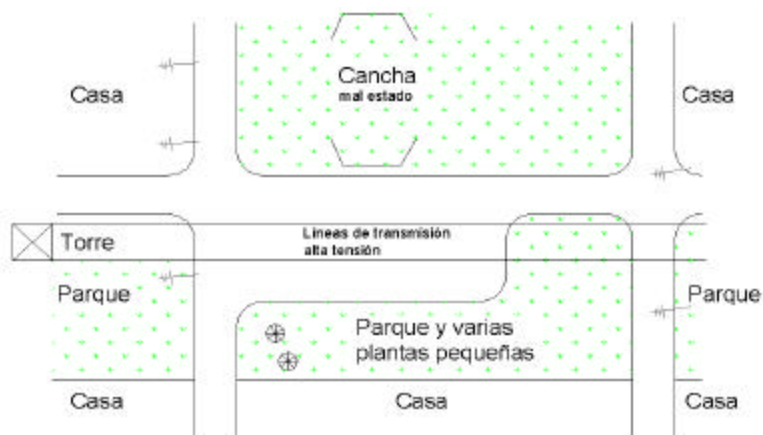 Casa
Cancha
mal estado
Casa
Torre
Líneas de transmisión
alta tensión
Parque
Parque y varias
plantas pequeñas
Parque
Casa
Casa
Casa